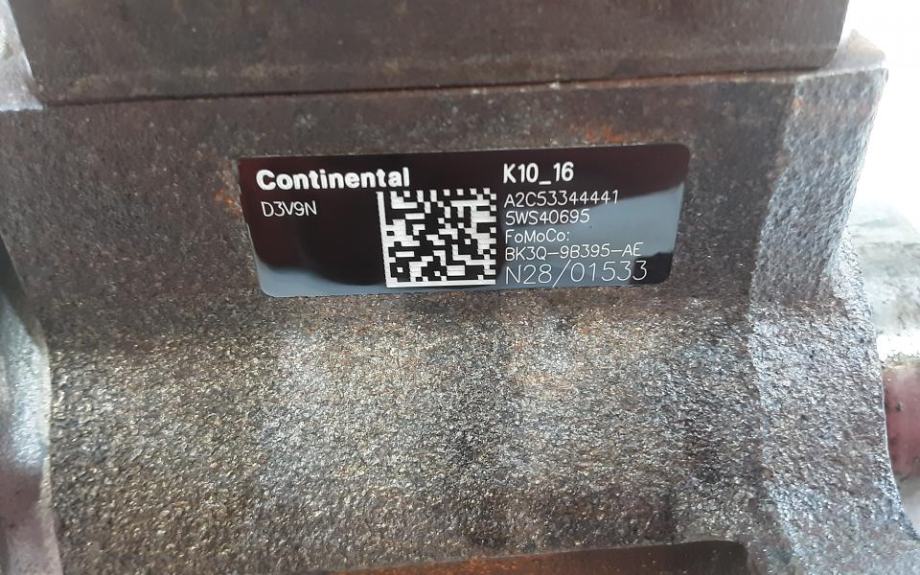 Continental
D3V9N
K10_16
A2C53344441
5WS40695
FoMoCo:
BK3Q-9B395-AE
N28/01533